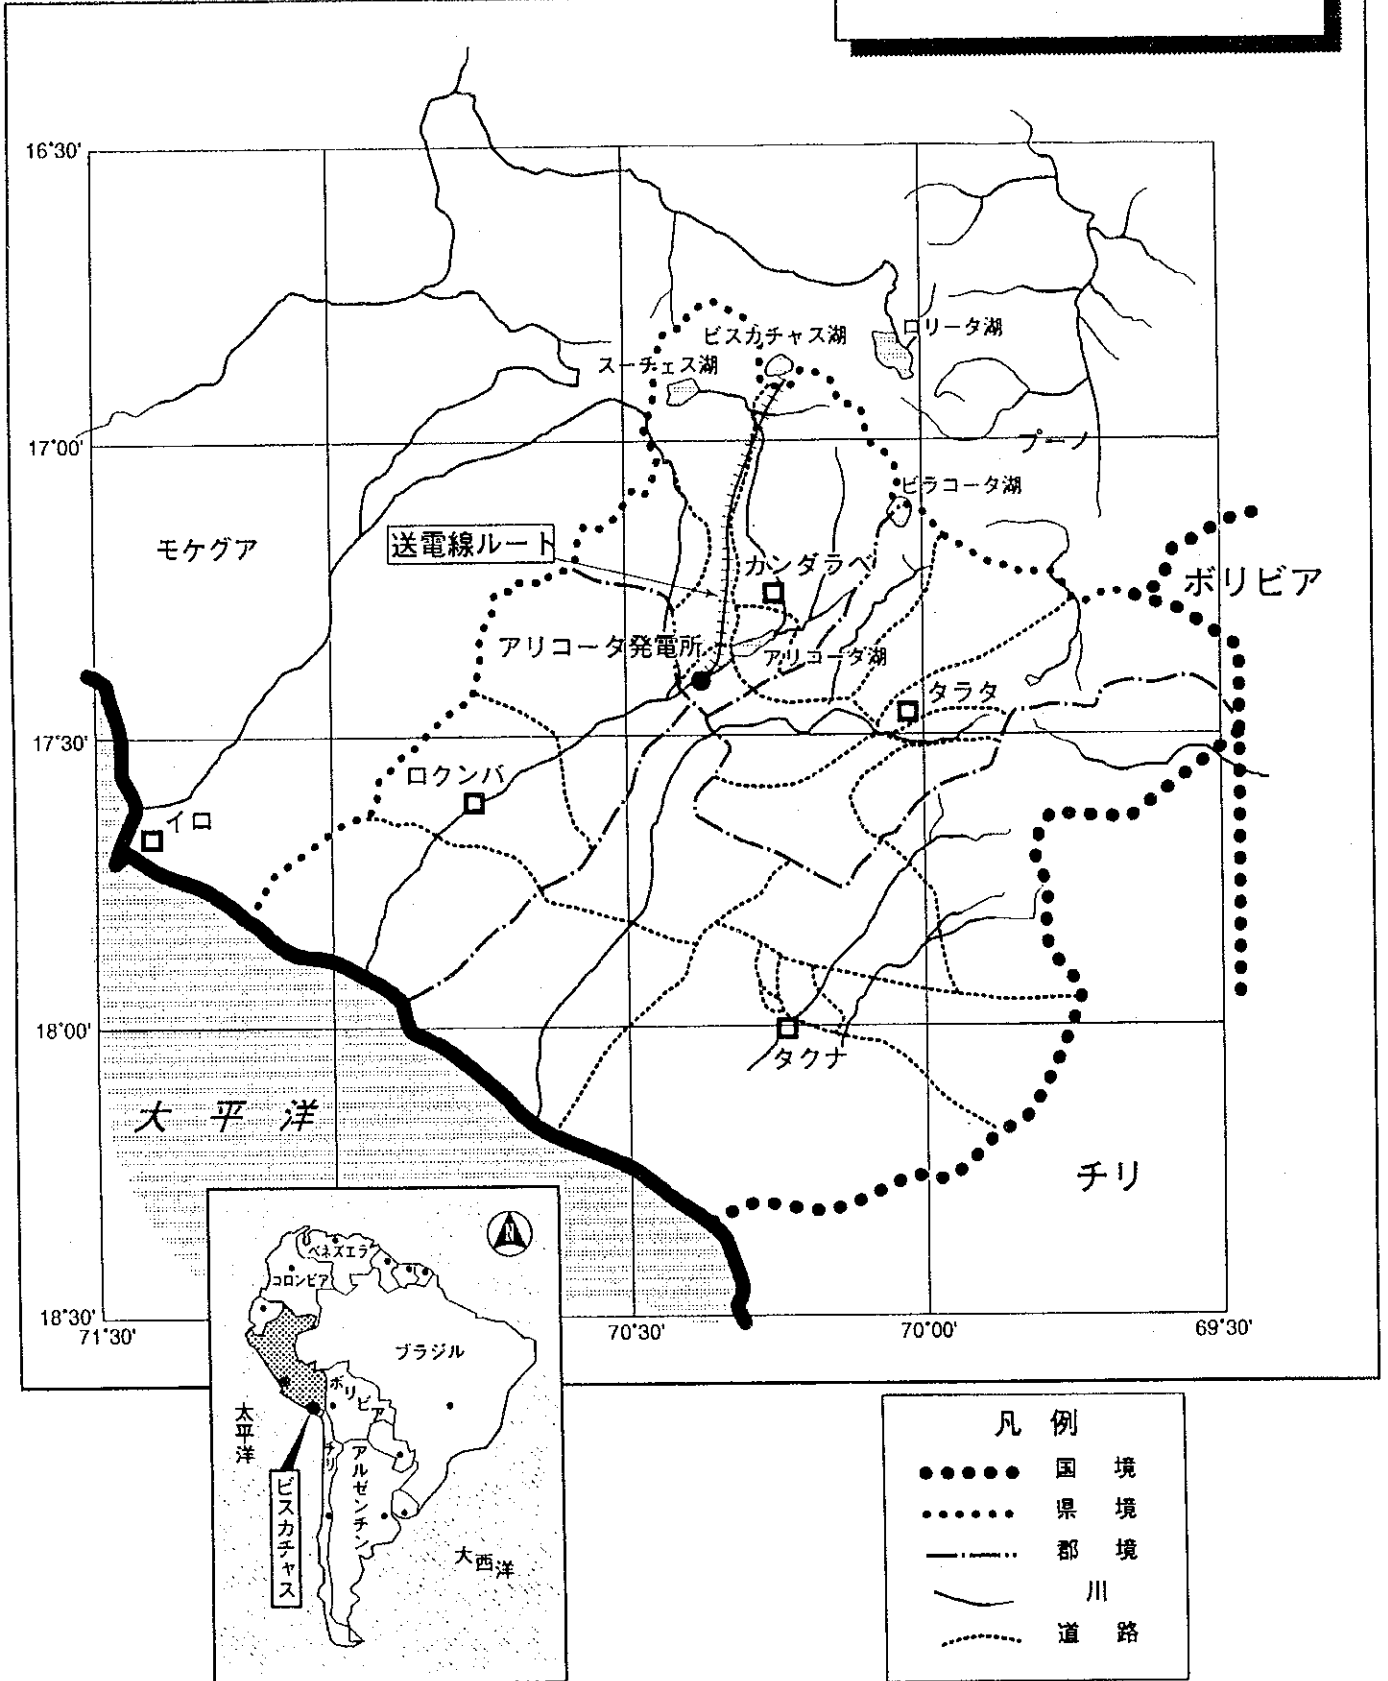 16°30'
ビスカチャス湖
ロリータ湖
スーチェス湖
17°00'
プーノ
ビラコータ湖
モケグア
送電線ルート
カンダラベ
ボリビア
アリコーダ湖
アリコータ発電所
タラタ
17°30'
ロクンバ
イロ
18°00'
タクナ
大平洋
チリ
18°30'
71°30'
70°30'
70°00'
69°30'
N
ベネズエラ
コロンビア
ブラジル
ボリビア
太平洋
チリ
アルゼンチン
ビスカチャス
大西洋
凡例
国境
県境
郡境
川
道路